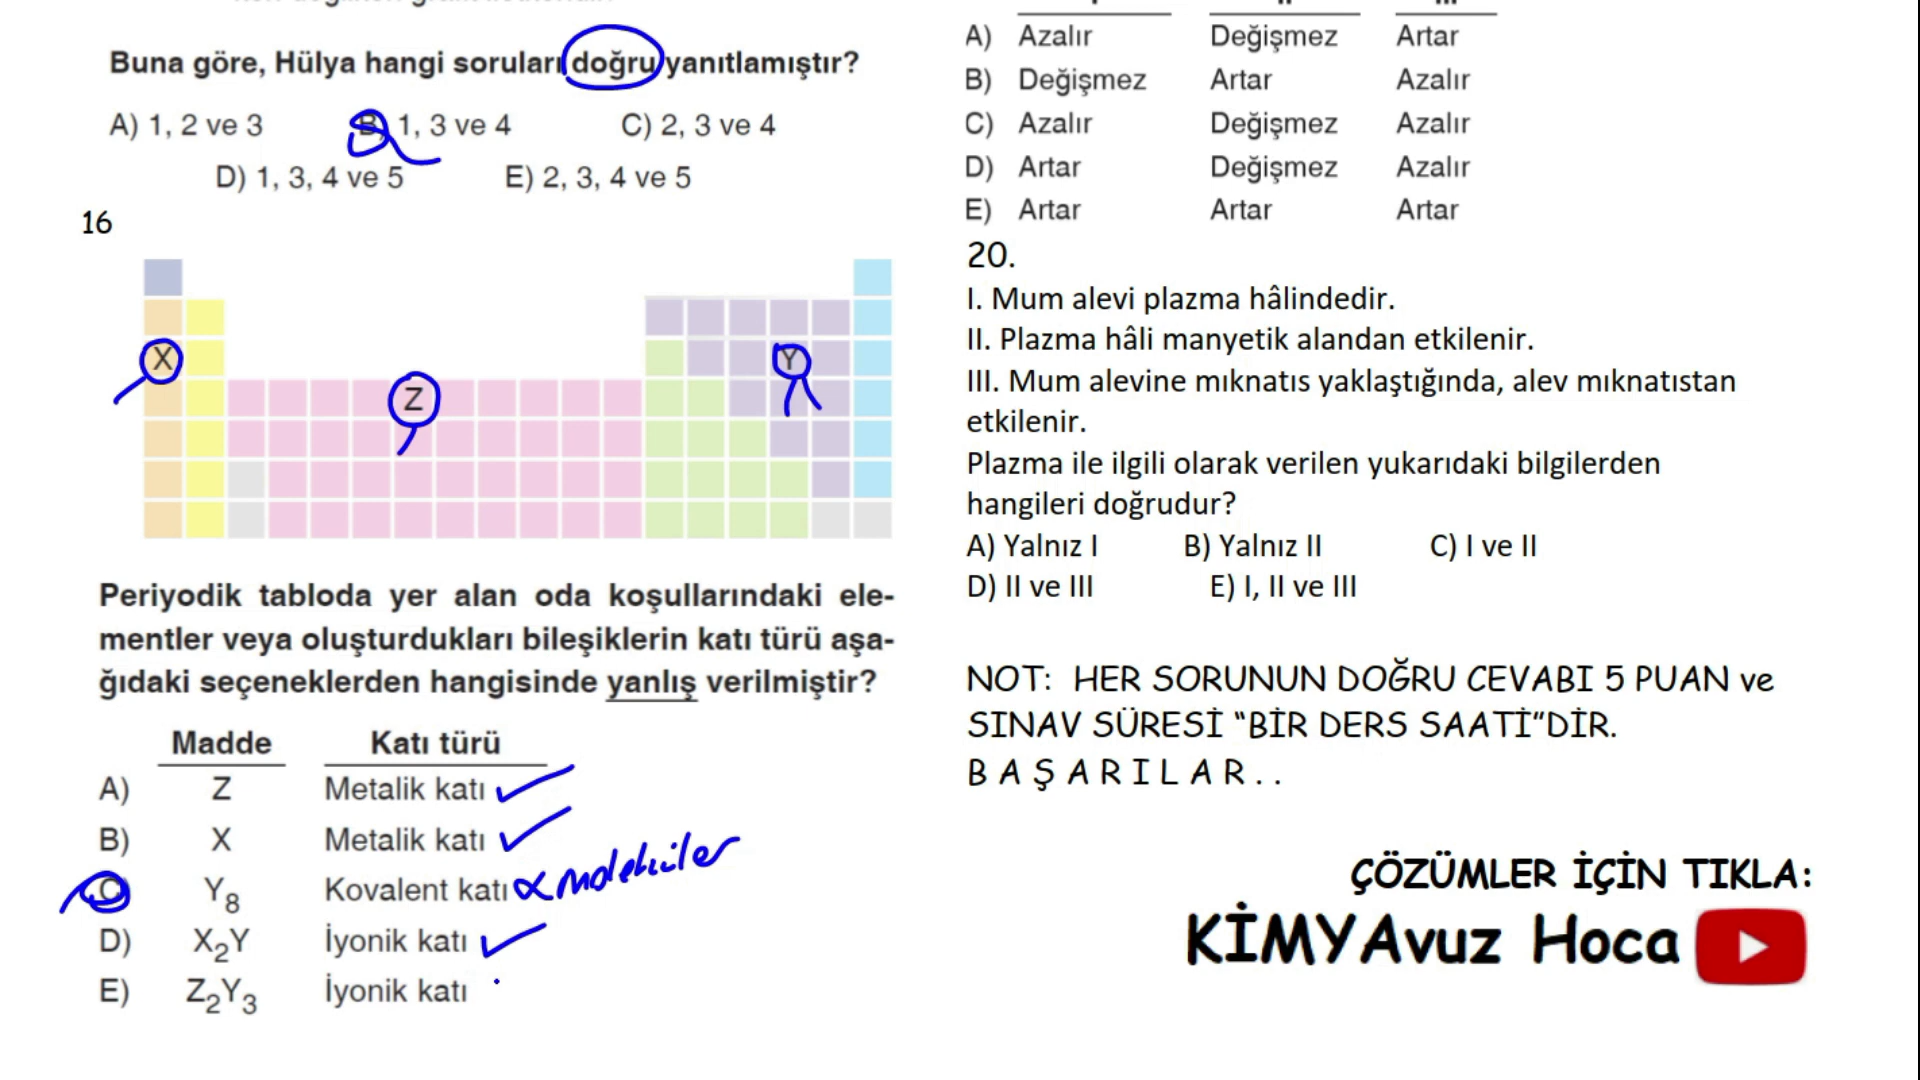 Buna göre, Hülya hangi soruları doğru yanıtlamıştır?
A) 1, 2 ve 3 B) 1, 3 ve 4 C) 2, 3 ve 4
D) 1, 3, 4 ve 5 E) 2, 3, 4 ve 5
16
X
Z
Y
Periyodik tabloda yer alan oda koşullarındaki ele-
mentler veya oluşturdukları bileşiklerin katı türü aşa-
ğıdaki seçeneklerden hangisinde yanlış verilmiştir?
Madde Katı türü
A) Z Metalik katı
B) X Metalik katı
C) Y8 Kovalent katı moleküler
D) X2Y İyonik katı
E) Z2Y3 İyonik katı
A) Azalır Değişmez Artar
B) Değişmez Artar Azalır
C) Azalır Değişmez Azalır
D) Artar Değişmez Azalır
E) Artar Artar Artar
20.
I. Mum alevi plazma hâlindedir.
II. Plazma hâli manyetik alandan etkilenir.
III. Mum alevine mıknatıs yaklaştığında, alev mıknatıstan
etkilenir.
Plazma ile ilgili olarak verilen yukarıdaki bilgilerden
hangileri doğrudur?
A) Yalnız I B) Yalnız II C) I ve II
D) II ve III E) I, II ve III
NOT: HER SORUNUN DOĞRU CEVABI 5 PUAN ve
SINAV SÜRESİ “BİR DERS SAATİ”DİR.
B A Ş A R I L A R . .
ÇÖZÜMLER İÇİN TIKLA:
KİMYAvuz Hoca